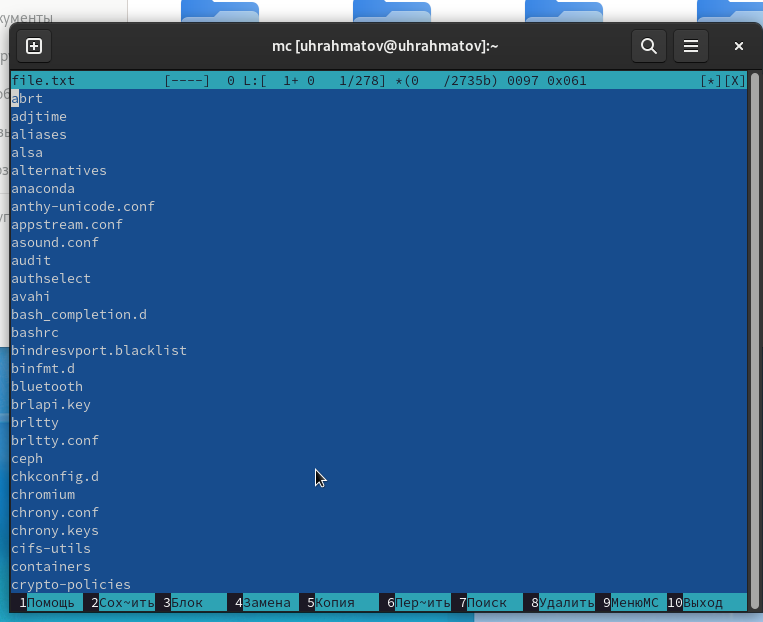 mc [uhrahmatov@uhrahmatov]:~
file.txt [----] 0 L:[ 1+ 0 1/278] *(0 /2735b) 0097 0x061 [*][X]
abrt
adjtime
aliases
alsa
alternatives
anaconda
anthy-unicode.conf
appstream.conf
asound.conf
audit
authselect
avahi
bash_completion.d
bashrc
bindresvport.blacklist
binfmt.d
bluetooth
brlapi.key
brltty
brltty.conf
ceph
chkconfig.d
chromium
chrony.conf
chrony.keys
cifs-utils
containers
crypto-policies
1Помощь 2Сох~ить 3Блок 4Замена 5Копия 6Пер~ить 7Поиск 8Удалить 9МенюMC 10Выход